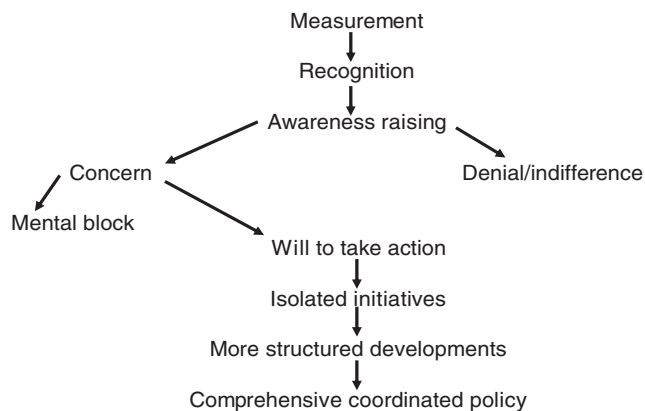 Measurement
Recognition
Awareness raising
Concern
Denial/indifference
Mental block
Will to take action
Isolated initiatives
More structured developments
Comprehensive coordinated policy